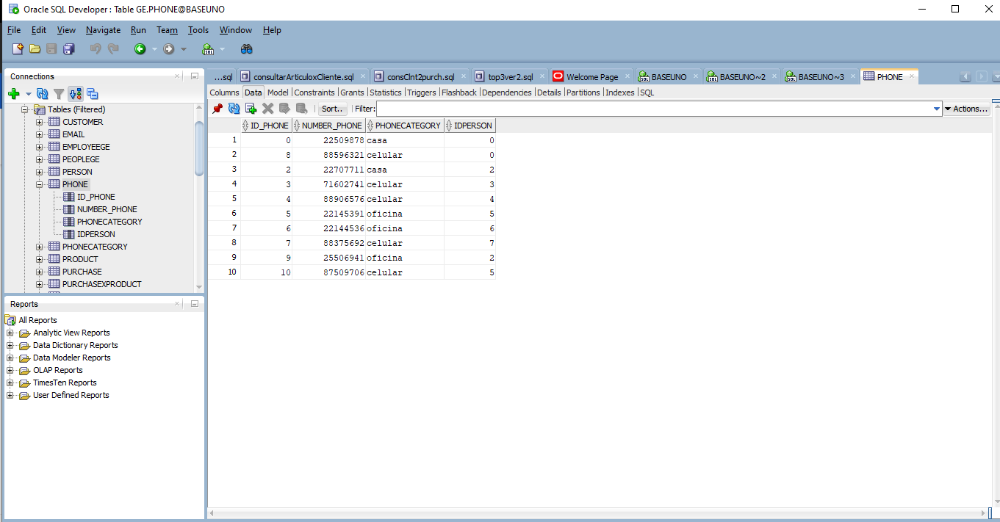 Oracle SQL Developer : Table GE.PHONE@BASEUNO
File Edit View Navigate Run Team Tools Window Help
Connections
Tables (Filtered)
CUSTOMER
EMAIL
EMPLOYEEGE
PEOPLEGE
PERSON
PHONE
ID_PHONE
NUMBER_PHONE
PHONECATEGORY
IDPERSON
PHONECATEGORY
PRODUCT
PURCHASE
PURCHASEXPRODUCT
Reports
All Reports
Analytic View Reports
Data Dictionary Reports
Data Modeler Reports
OLAP Reports
TimesTen Reports
User Defined Reports
...sql consultarArticuloxCliente.sql consClnt2purch.sql top3ver2.sql Welcome Page BASEUNO BASEUNO~2 BASEUNO~3 PHONE
Columns Data Model Constraints Grants Statistics Triggers Flashback Dependencies Details Partitions Indexes SQL
Sort.. Filter: Actions...
ID_PHONE NUMBER_PHONE PHONECATEGORY IDPERSON
1 0 22509878 casa 0
2 8 88596321 celular 0
3 2 22707711 casa 2
4 3 71602741 celular 3
5 4 88906576 celular 4
6 5 22145391 oficina 5
7 6 22144536 oficina 6
8 7 88375692 celular 7
9 9 25506941 oficina 2
10 10 87509706 celular 5